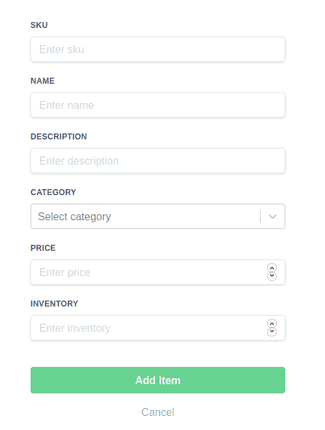 SKU
Enter sku
NAME
Enter name
DESCRIPTION
Enter description
CATEGORY
Select category
PRICE
Enter price
INVENTORY
Enter inventory
Add Item
Cancel